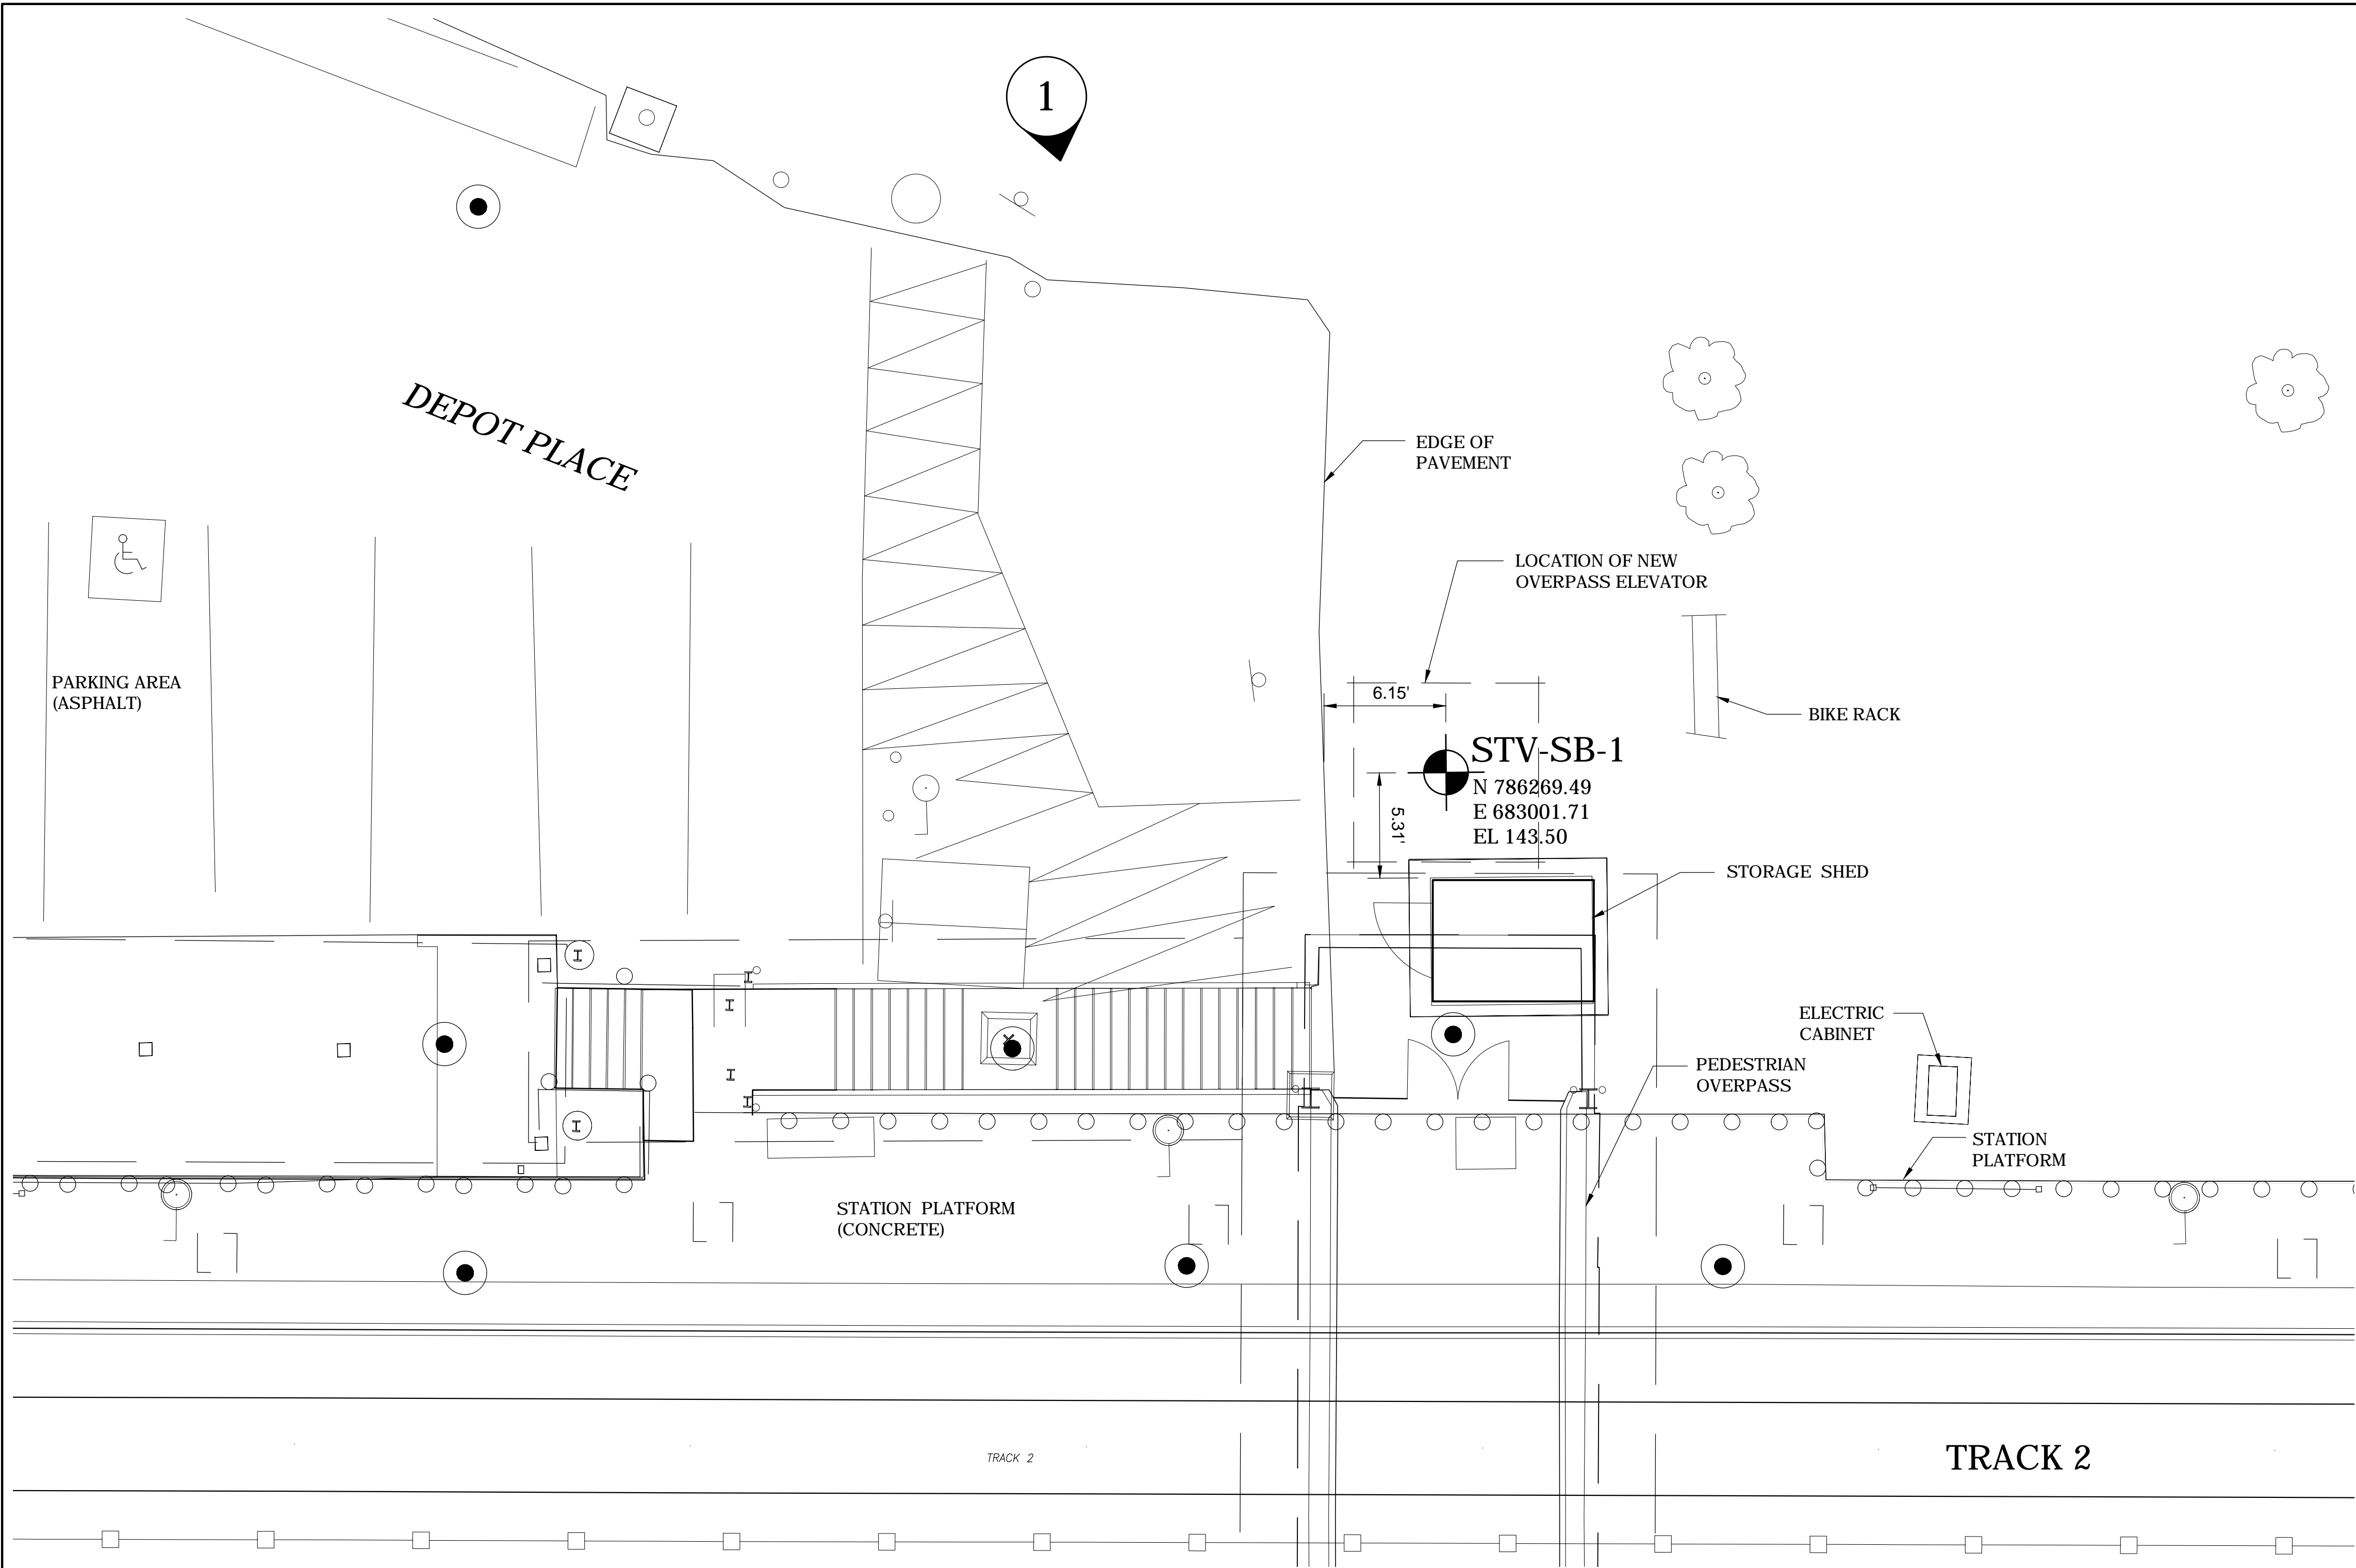 1
DEPOT PLACE
EDGE OF
PAVEMENT
LOCATION OF NEW
OVERPASS ELEVATOR
PARKING AREA
(ASPHALT)
6.15'
BIKE RACK
STV-SB-1
N 786269.49
E 683001.71
EL 143.50
5.31'
STORAGE SHED
ELECTRIC
CABINET
PEDESTRIAN
OVERPASS
STATION
PLATFORM
STATION PLATFORM
(CONCRETE)
TRACK 2
TRACK 2